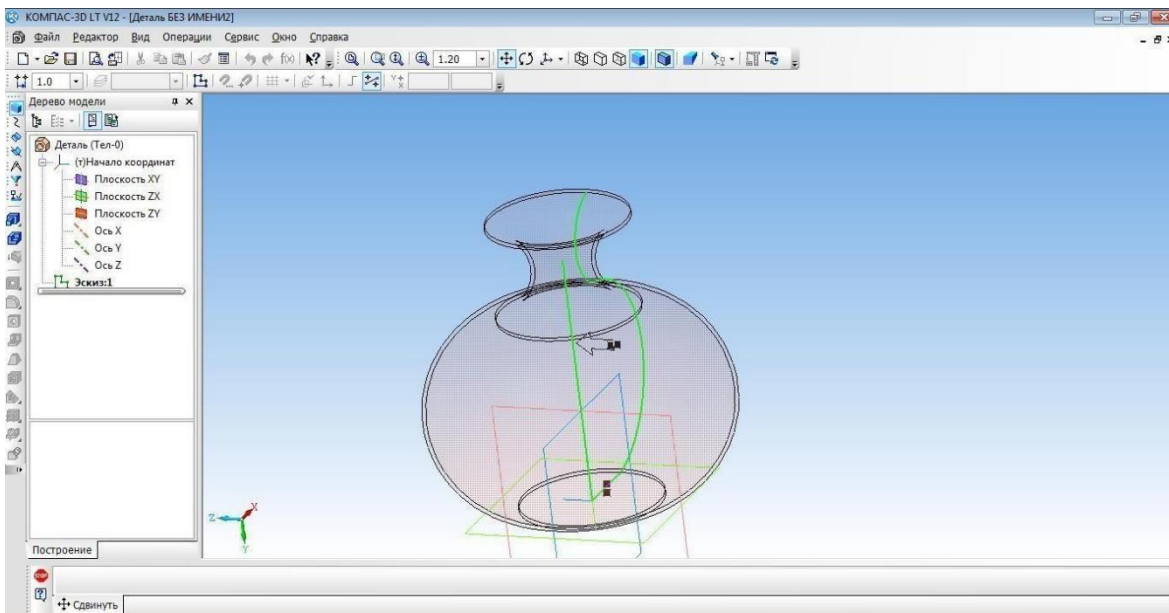 КОМПАС-3D LT V12 - [Деталь БЕЗ ИМЕНИ2]
Файл Редактор Вид Операции Сервис Окно Справка
f(x) 1.20
1.0
Дерево модели
Деталь (Тел-0)
(т)Начало координат
Плоскость XY
Плоскость ZX
Плоскость ZY
Ось X
Ось Y
Ось Z
Эскиз:1
Z X
Y
Построение
STOP
Сдвинуть